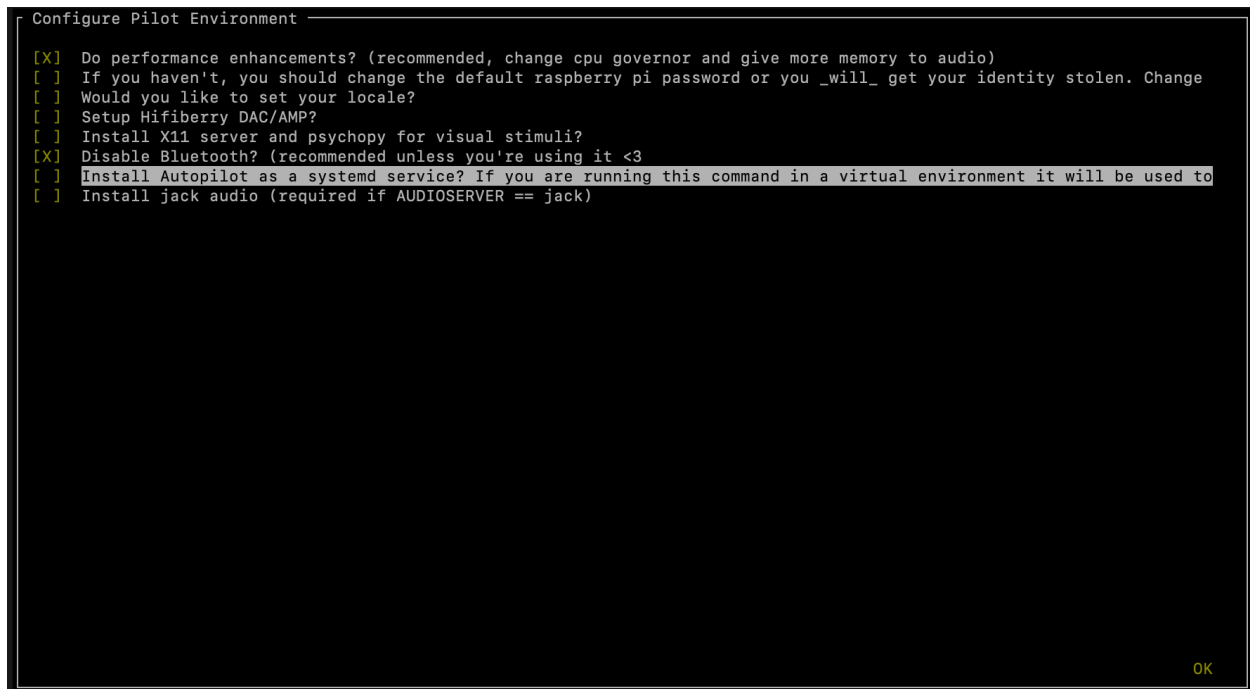 Configure Pilot Environment
[X] Do performance enhancements? (recommended, change cpu governor and give more memory to audio)
[ ] If you haven't, you should change the default raspberry pi password or you _will_ get your identity stolen. Change
[ ] Would you like to set your locale?
[ ] Setup Hifiberry DAC/AMP?
[ ] Install X11 server and psychopy for visual stimuli?
[X] Disable Bluetooth? (recommended unless you're using it <3
[ ] Install Autopilot as a systemd service? If you are running this command in a virtual environment it will be used to
[ ] Install jack audio (required if AUDIOSERVER == jack)
OK